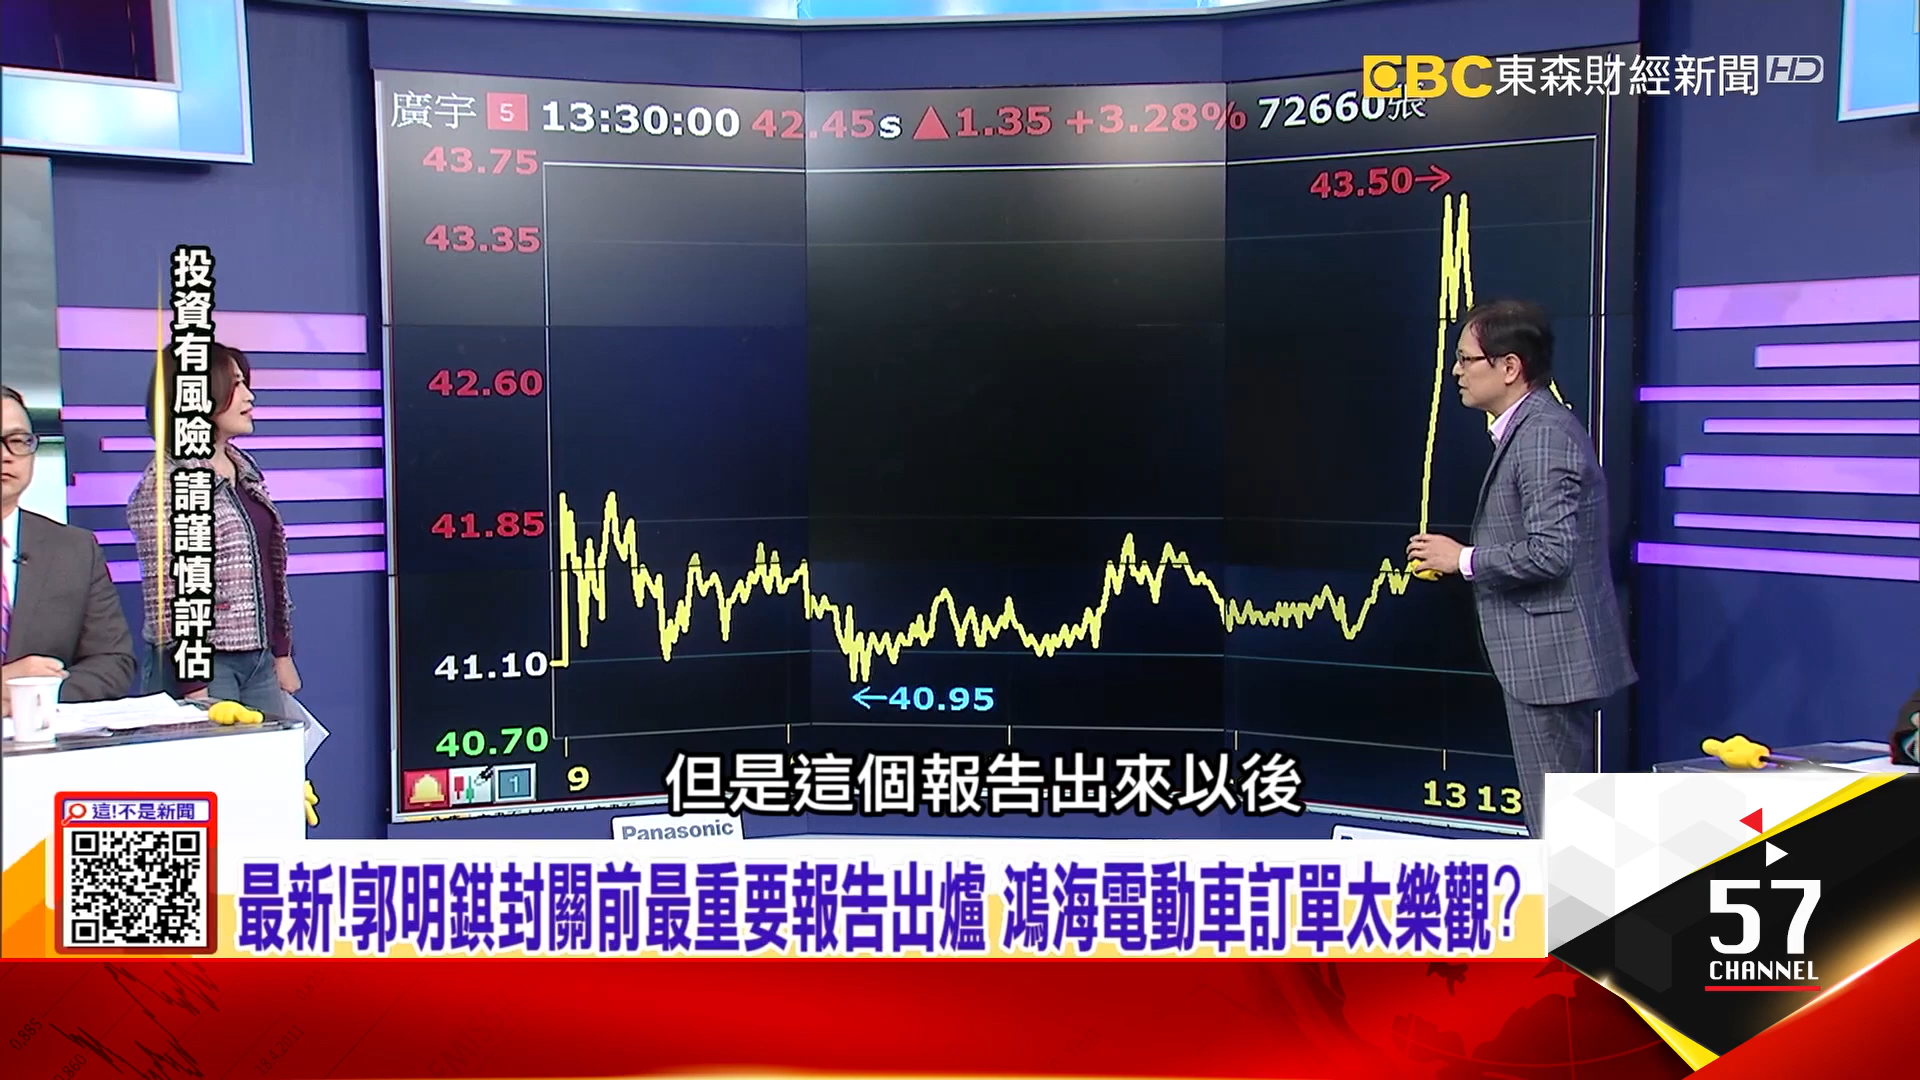 EBC東森財經新聞HD
廣宇 5 13:30:00 42.45s ▲1.35 +3.28% 72660張
43.75
43.50→
43.35
42.60
41.85
41.10
←40.95
40.70
1
9
13 13
投資有風險 請謹慎評估
但是這個報告出來以後
Panasonic
這!不是新聞
最新!郭明錤封關前最重要報告出爐 鴻海電動車訂單太樂觀?
57
CHANNEL